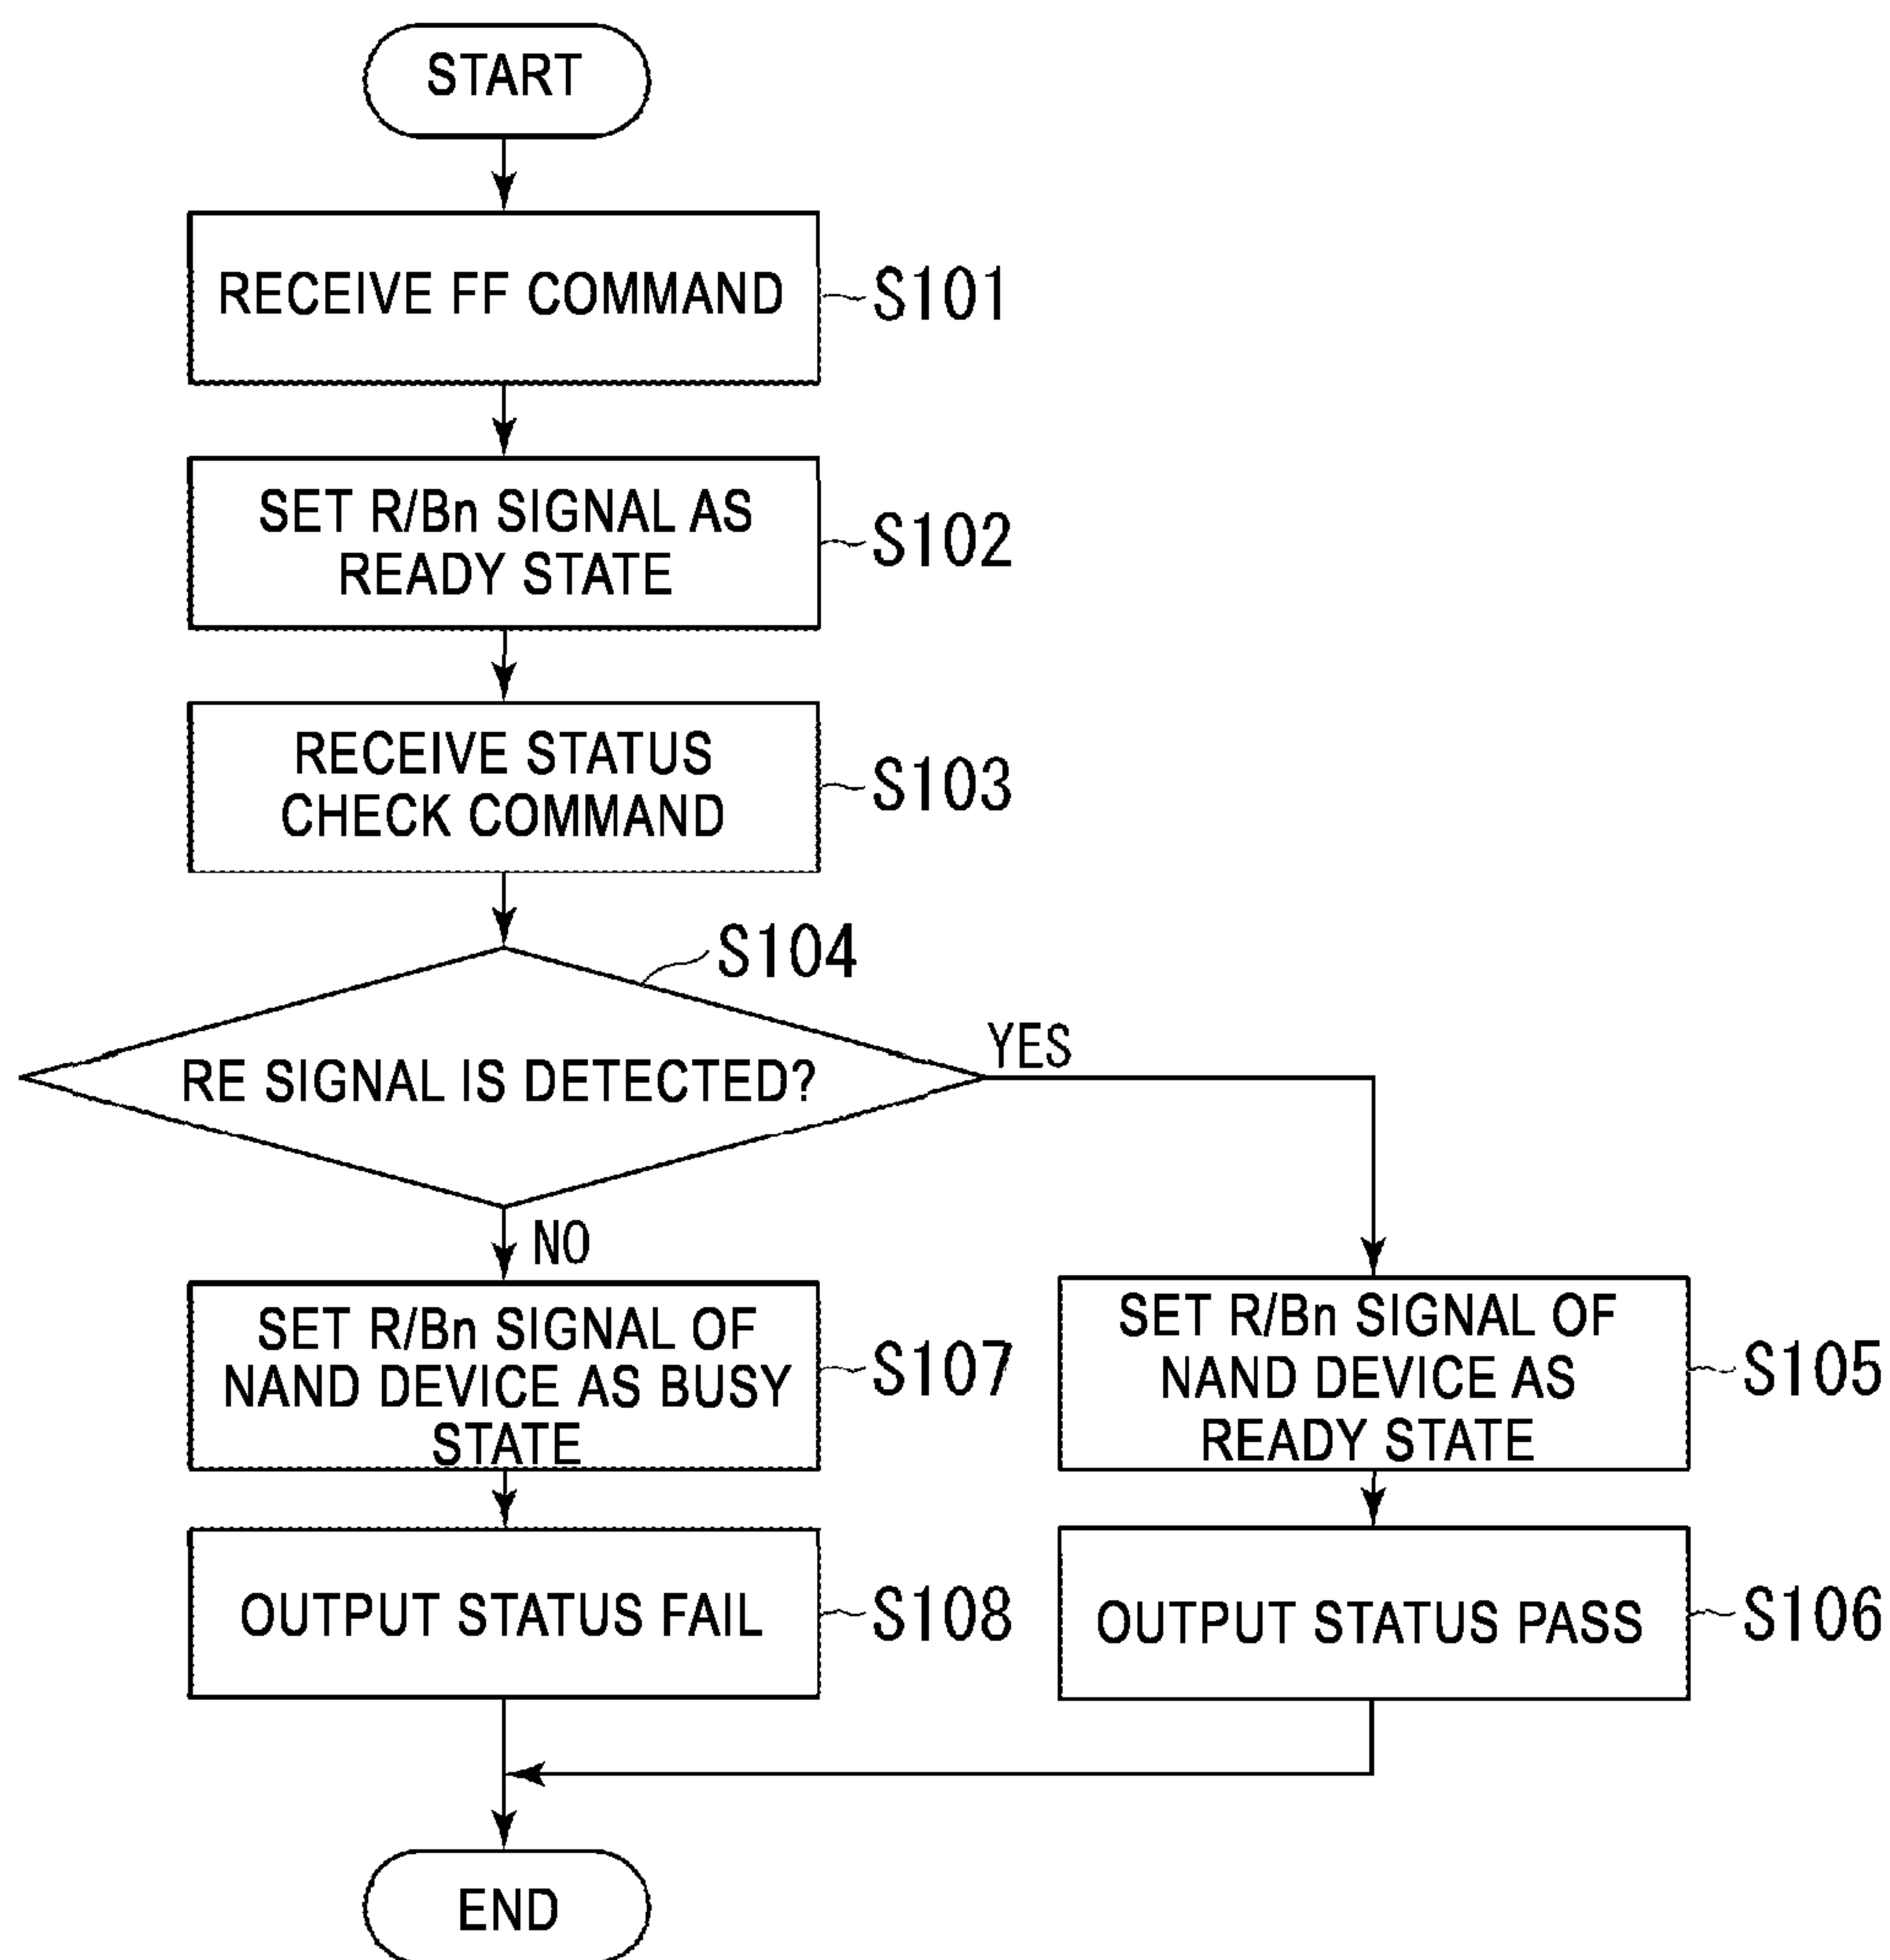 START
RECEIVE FF COMMAND
S101
SET R/Bn SIGNAL AS
READY STATE
S102
RECEIVE STATUS
CHECK COMMAND
S103
S104
RE SIGNAL IS DETECTED?
YES
NO
SET R/Bn SIGNAL OF
NAND DEVICE AS BUSY
STATE
S107
SET R/Bn SIGNAL OF
NAND DEVICE AS
READY STATE
S105
OUTPUT STATUS FAIL
S108
OUTPUT STATUS PASS
S106
END